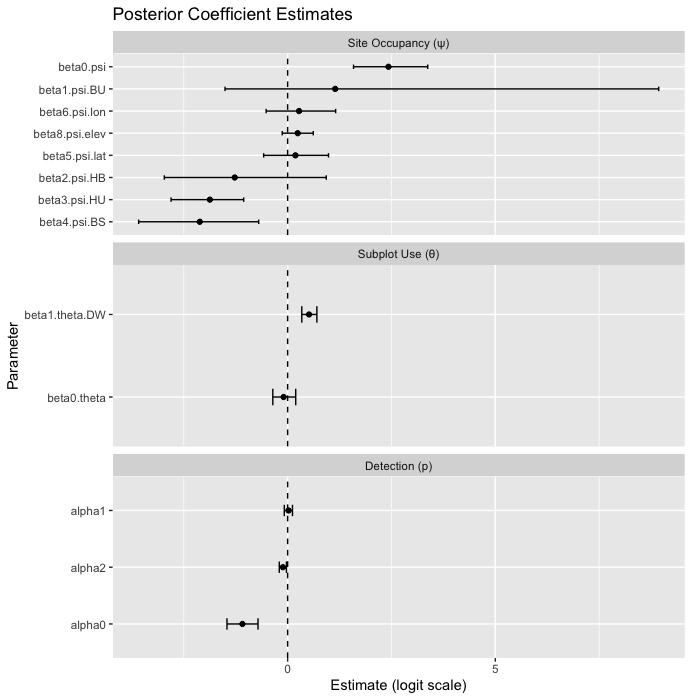 Posterior Coefficient Estimates
Site Occupancy (ψ)
beta0.psi
beta1.psi.BU
beta6.psi.lon
beta8.psi.elev
beta5.psi.lat
beta2.psi.HB
beta3.psi.HU
beta4.psi.BS
Subplot Use (θ)
beta1.theta.DW
beta0.theta
Detection (p)
alpha1
alpha2
alpha0
Parameter
0 5
Estimate (logit scale)